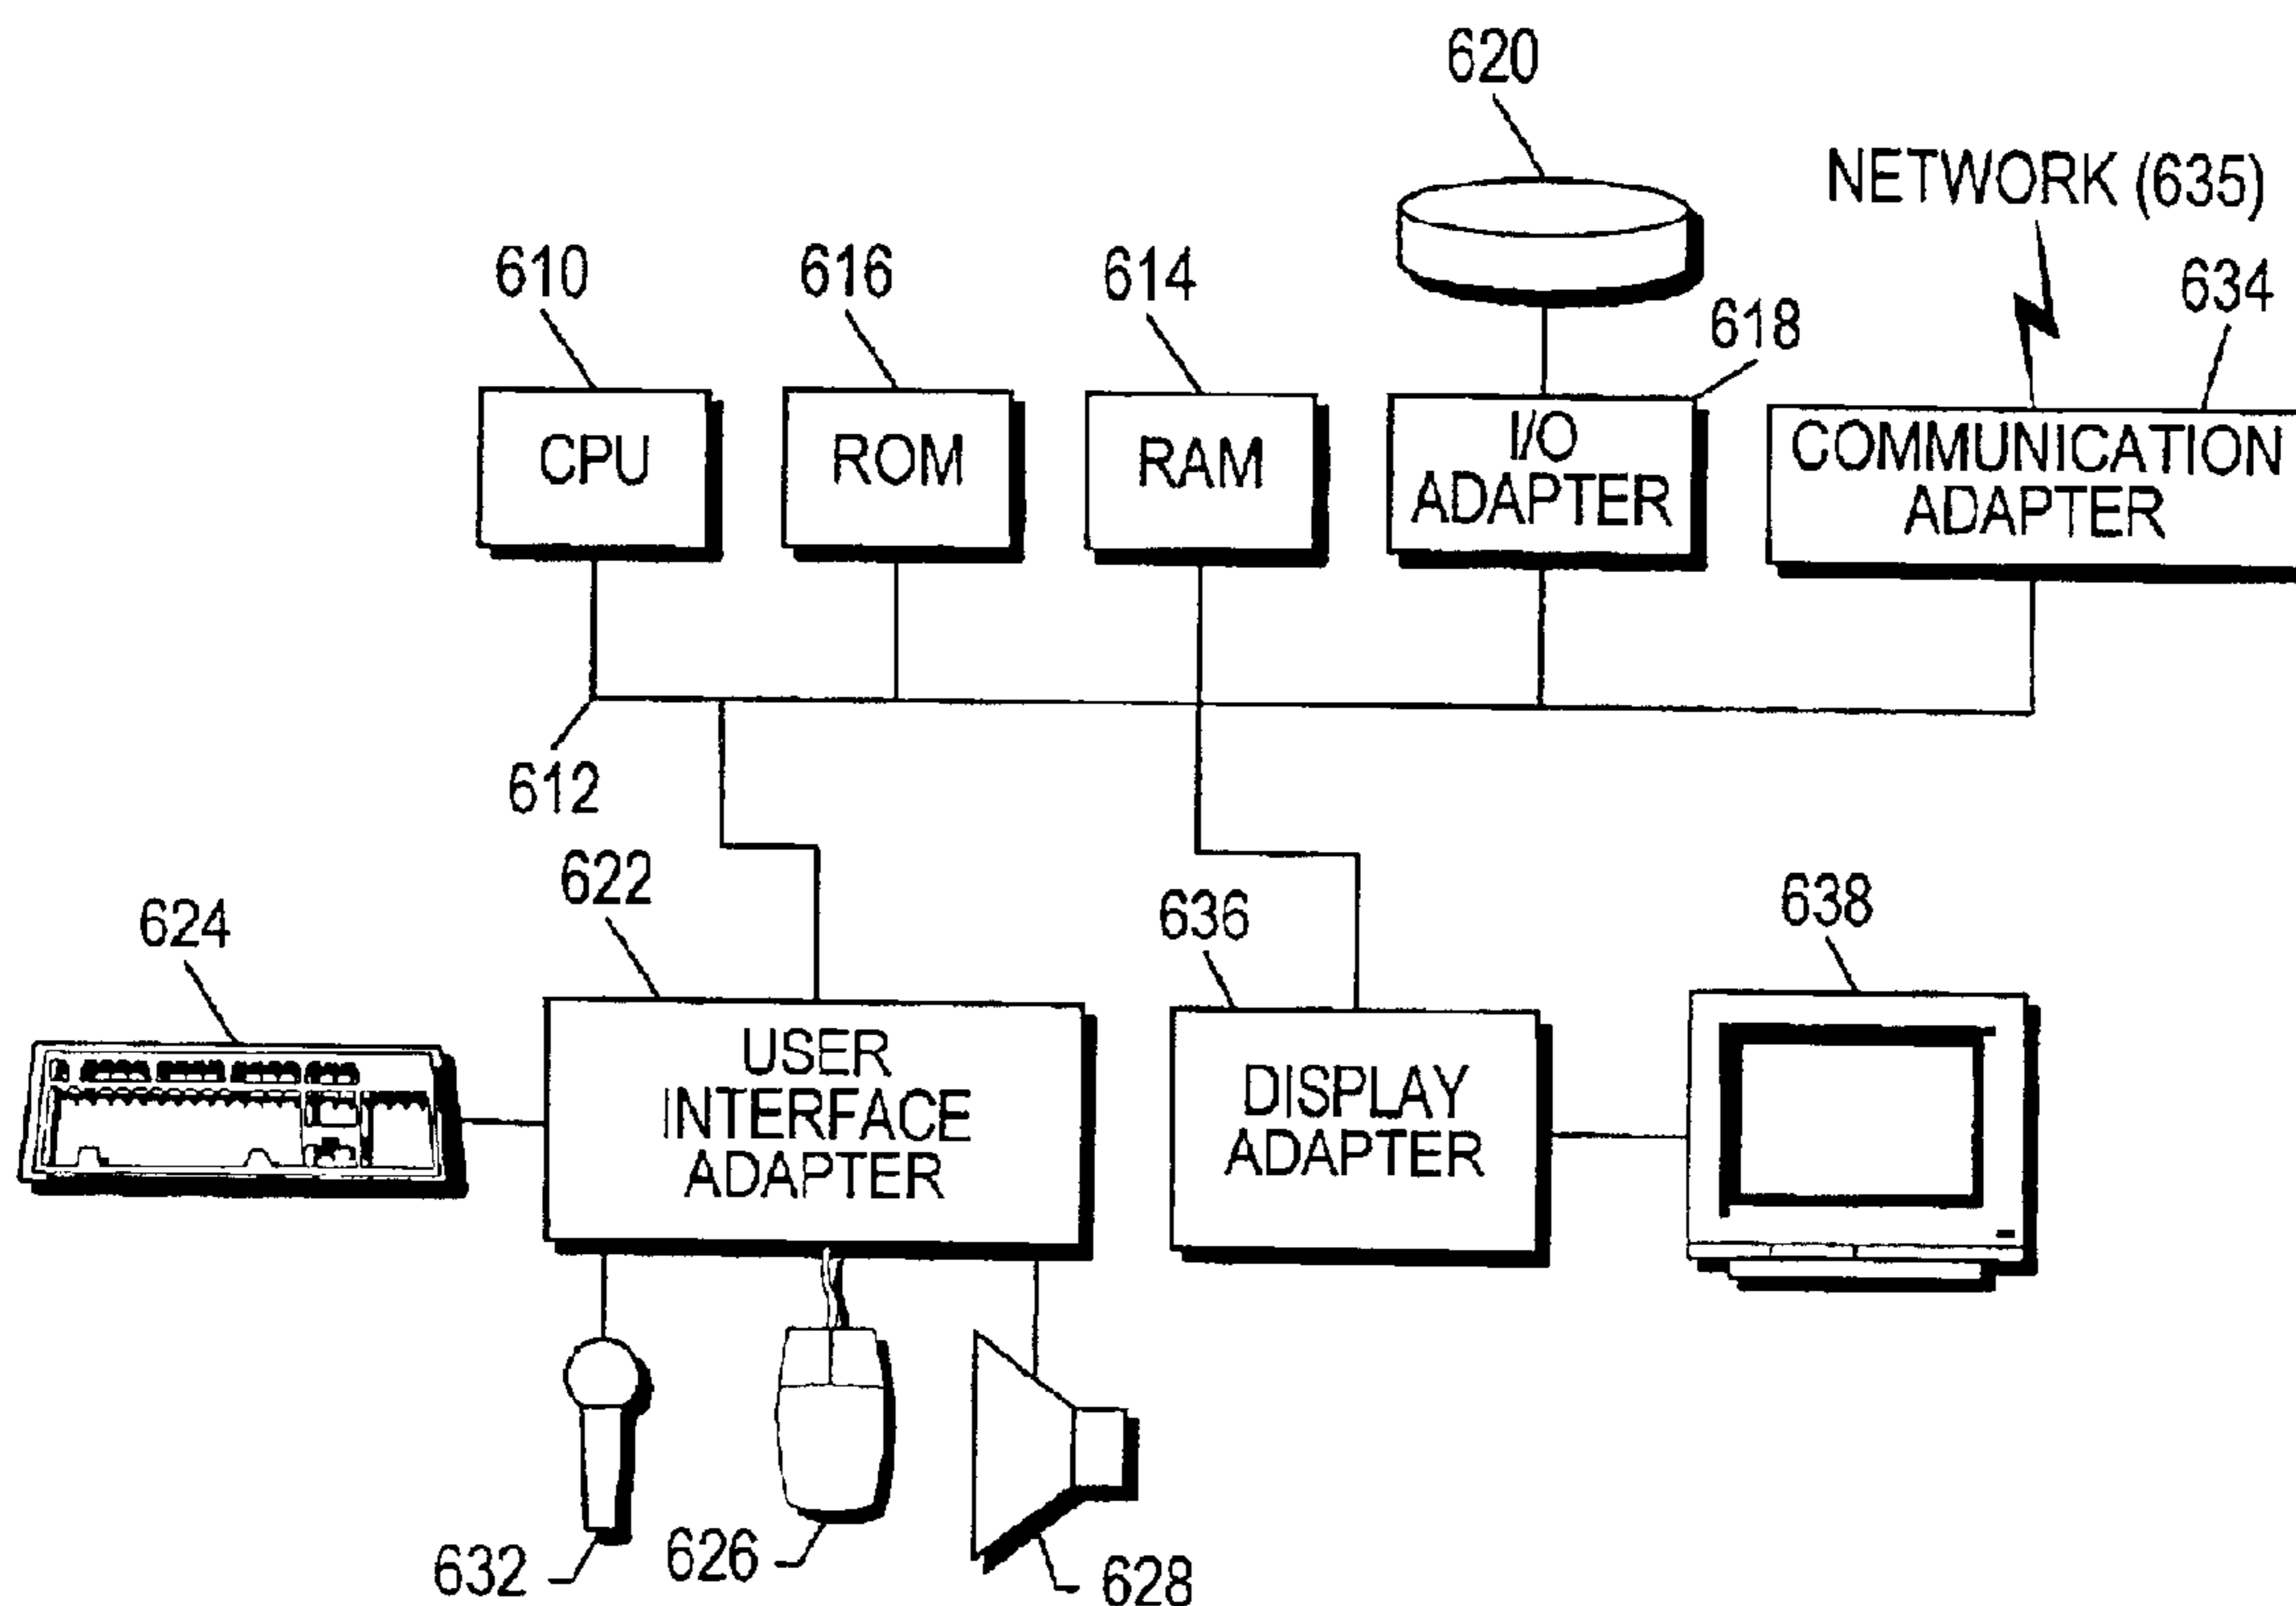 620
NETWORK (635)
610
616
614
618
634
CPU
ROM
RAM
I/O
ADAPTER
COMMUNICATION
ADAPTER
612
622
624
636
638
USER
INTERFACE
ADAPTER
DISPLAY
ADAPTER
632
626
628